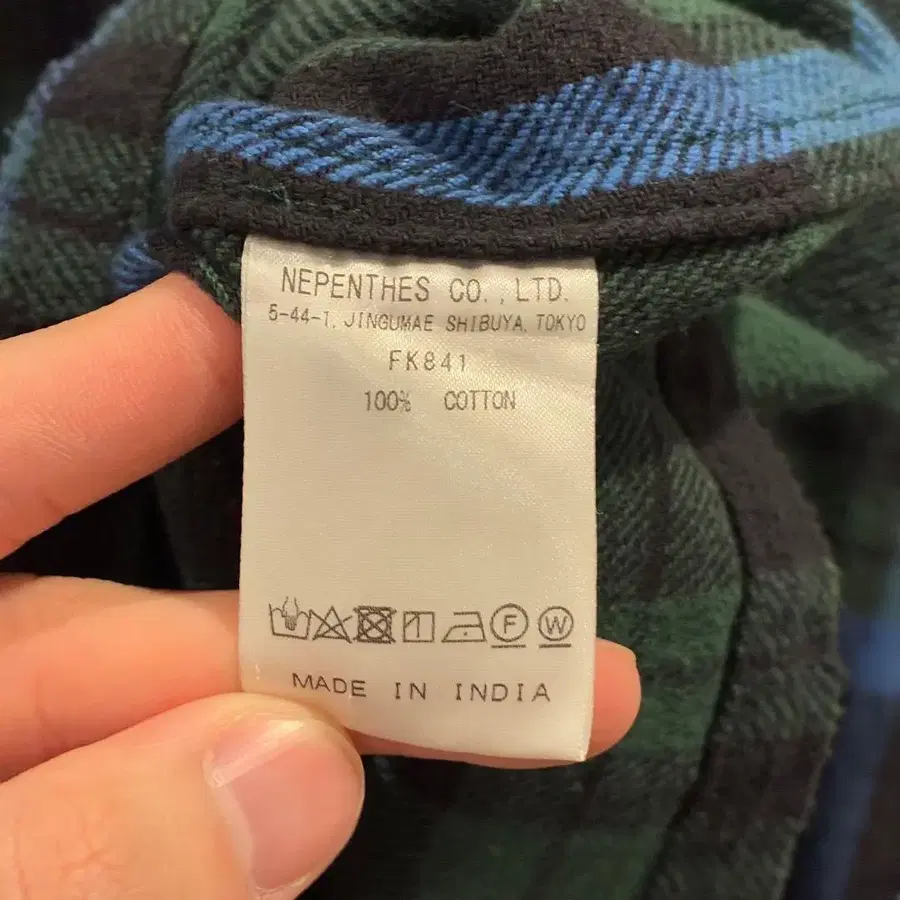 NEPENTHES CO., LTD.
5-44-1, JINGUMAE SHIBUYA, TOKYO
FK841
100% COTTON
F W
MADE IN INDIA